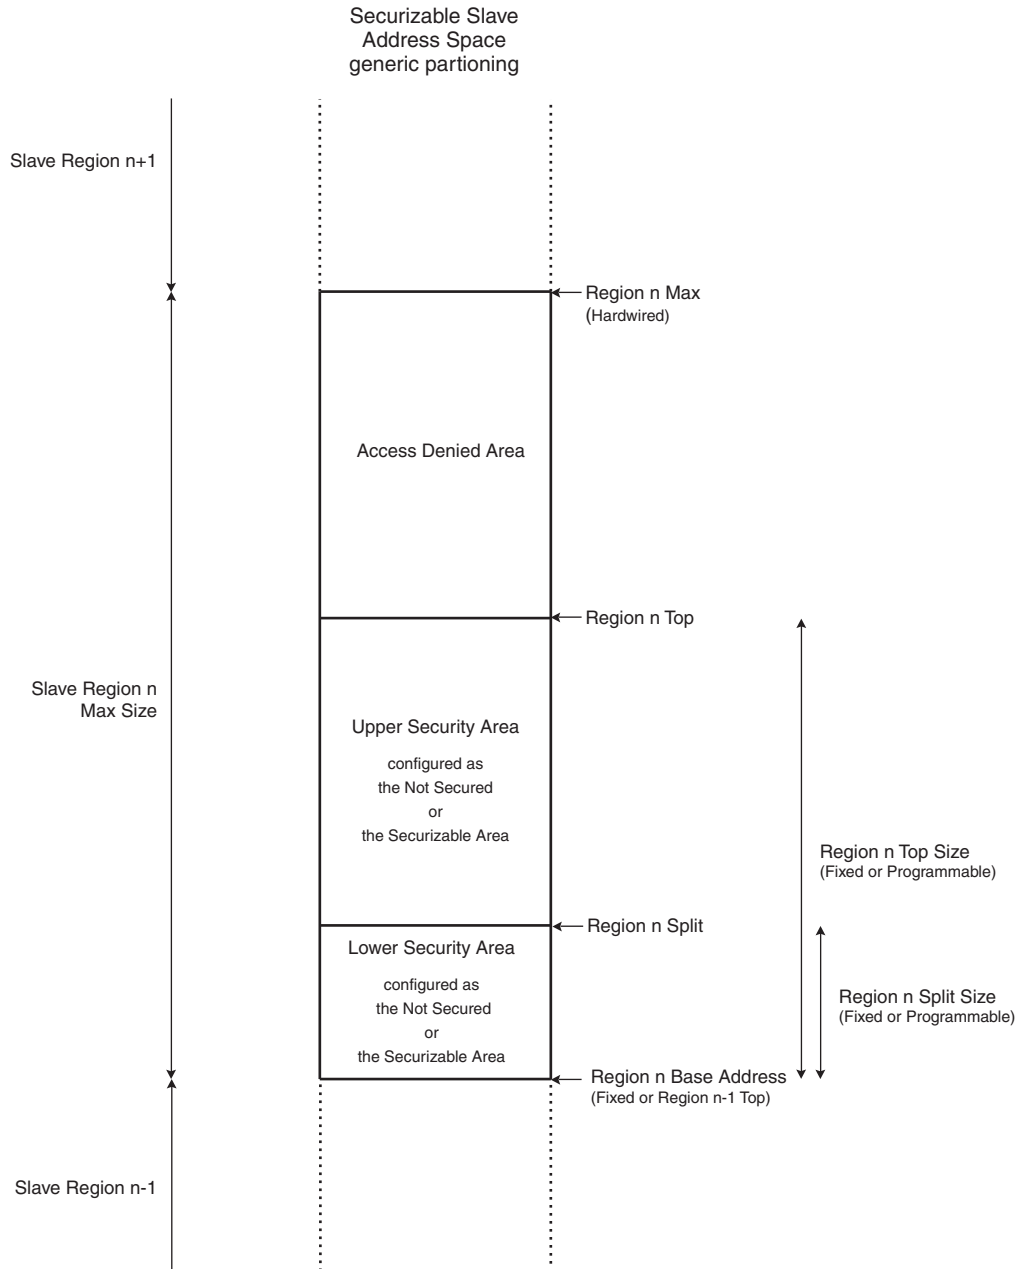 Securizable Slave
Address Space
generic partioning
Slave Region n+1
Region n Max
(Hardwired)
Access Denied Area
Region n Top
Slave Region n
Max Size
Upper Security Area
configured as
the Not Secured
or
the Securizable Area
Region n Top Size
(Fixed or Programmable)
Region n Split
Lower Security Area
configured as
the Not Secured
or
the Securizable Area
Region n Split Size
(Fixed or Programmable)
Region n Base Address
(Fixed or Region n-1 Top)
Slave Region n-1